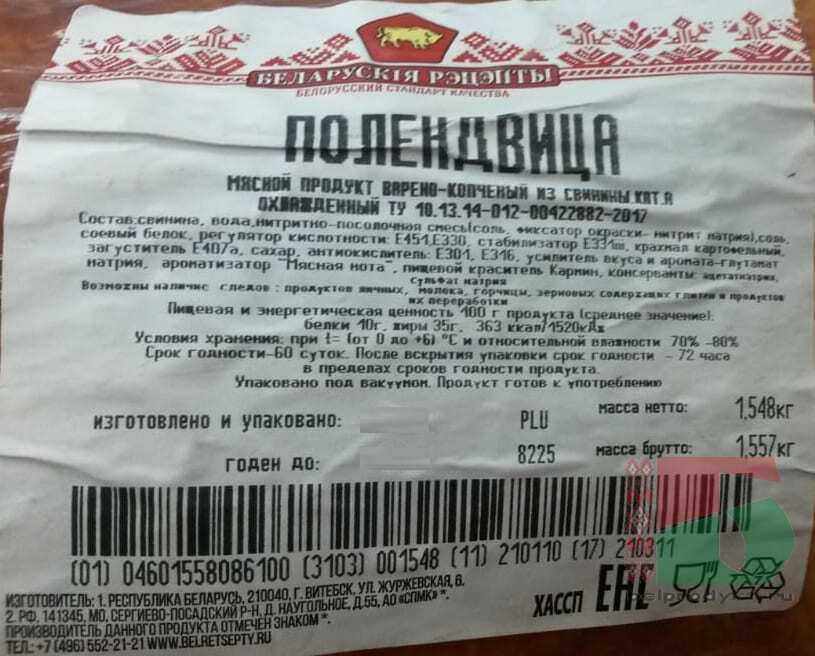 БЕЛАРУСКІЯ РЭЦЭПТЫ
БЕЛОРУССКИЙ СТАНДАРТ КАЧЕСТВА
ПОЛЕНДВИЦА
МЯСНОЙ ПРОДУКТ ВАРЕНО-КОПЧЕНЫЙ ИЗ СВИНИНЫ.КАТ.А
ОХЛАЖДЕННЫЙ ТУ 10.13.14-012-00422882-2017
Состав:свинина, вода,нитритно-посолочная смесь(соль, фиксатор окраски- нитрит натрия),соль,
соевый белок, регулятор кислотности: Е451,Е330, стабилизатор Е331iii, крахмал картофельный,
загуститель Е407а, сахар, антиокислитель: Е301, Е316, усилитель вкуса и аромата-глутамат
натрия, ароматизатор "Мясная нота", пищевой краситель Кармин, консерванты: ацетат натрия,
сульфат натрия
Возможны наличие следов : продуктов яичных, молока, горчицы, зерновых содержащих глютен и продуктов
их переработки
Пищевая и энергетическая ценность 100 г продукта (среднее значение):
белки 10г, жиры 35г, 363 ккал/1520кДж
Условия хранения: при t= (от 0 до +6) °С и относительной влажности 70% -80%
Срок годности-60 суток. После вскрытия упаковки срок годности - 72 часа
в пределах сроков годности продукта.
Упаковано под вакуумом. Продукт готов к употреблению
изготовлено и упаковано: PLU масса нетто: 1,548кг
годен до: 8225 масса брутто: 1,557кг
(01) 04601558086100 (3103) 001548 (11) 210110 (17) 210311
ИЗГОТОВИТЕЛЬ: 1. РЕСПУБЛИКА БЕЛАРУСЬ, 210040, Г. ВИТЕБСК, УЛ. ЖУРЖЕВСКАЯ, 6.
2. РФ, 141345, МО, СЕРГИЕВО-ПОСАДСКИЙ Р-Н, Д. НАУГОЛЬНОЕ, Д.55, АО «СПМК» *.
ПРОИЗВОДИТЕЛЬ ДАННОГО ПРОДУКТА ОТМЕЧЕН ЗНАКОМ *.
ТЕЛ.: +7 (496) 552-21-21 WWW.BELRETSEPTY.RU
ХАССП ЕАС